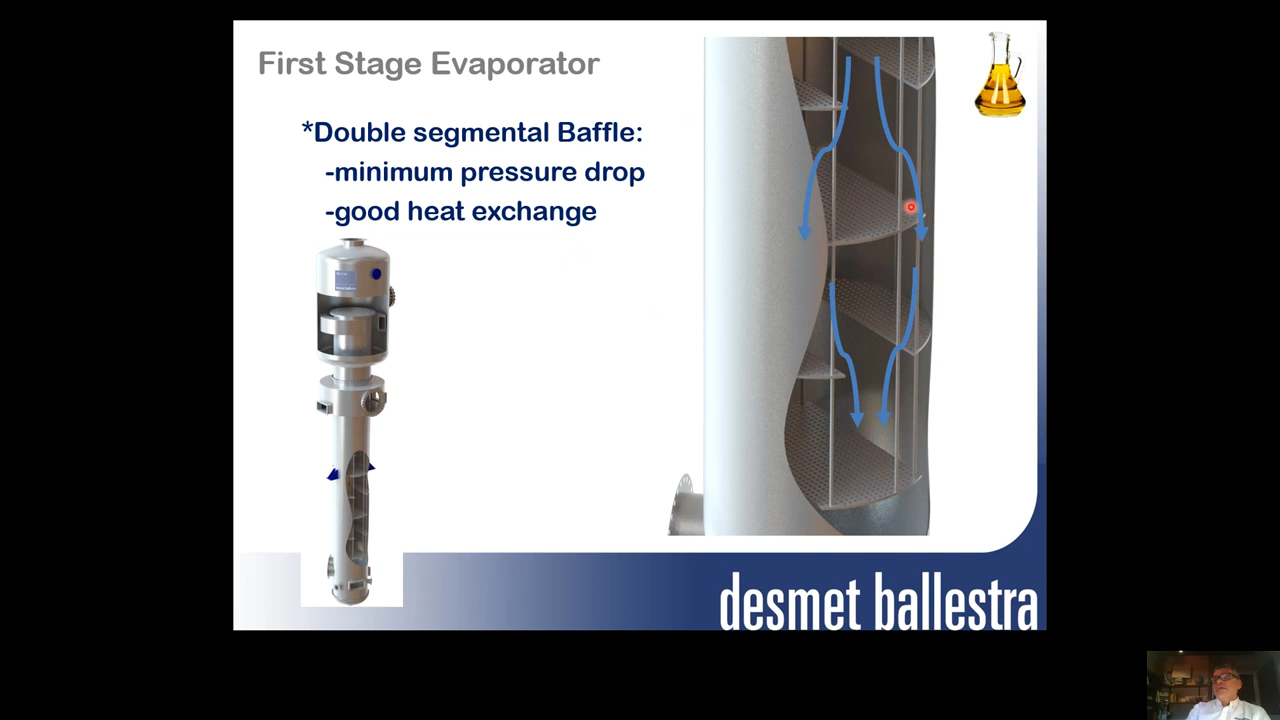 First Stage Evaporator
*Double segmental Baffle:
-minimum pressure drop
-good heat exchange
desmet ballestra